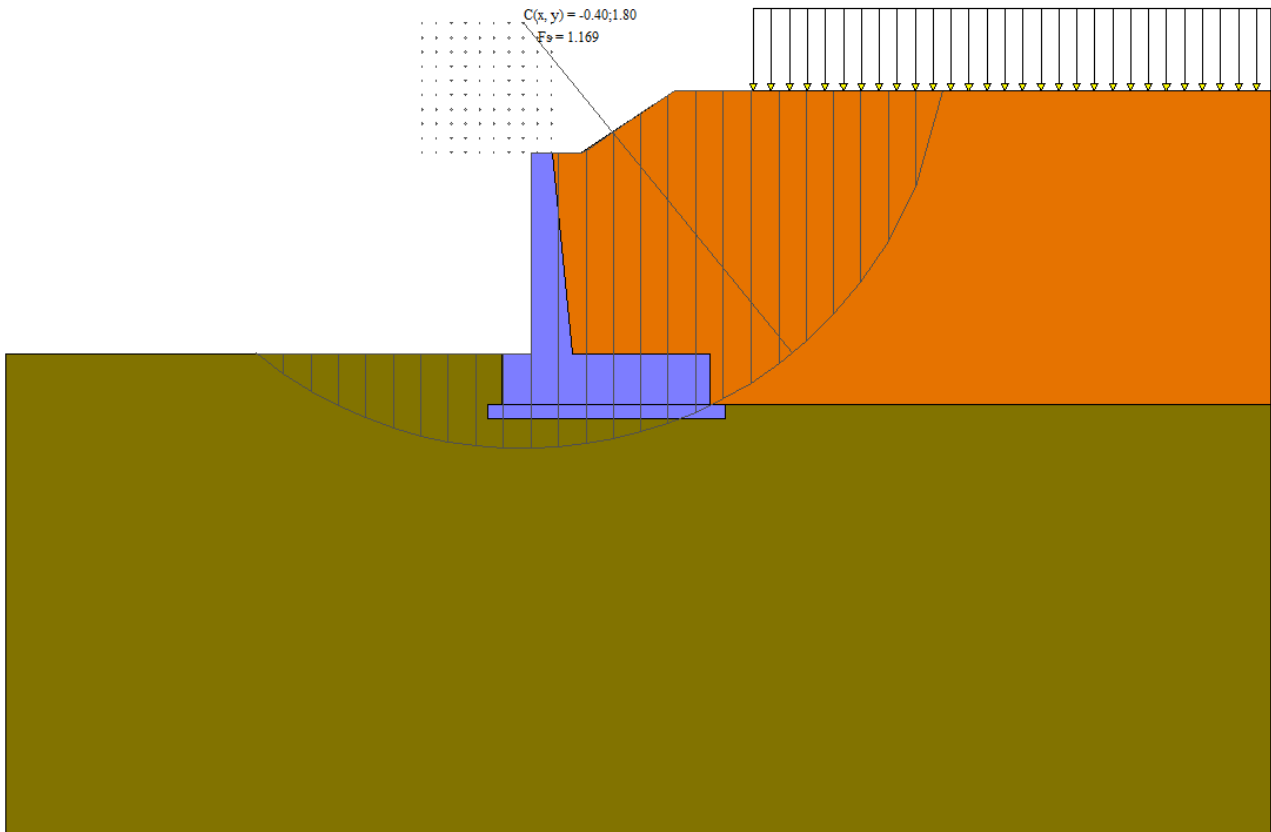 C(x, y) = -0.40;1.80
Fs = 1.169